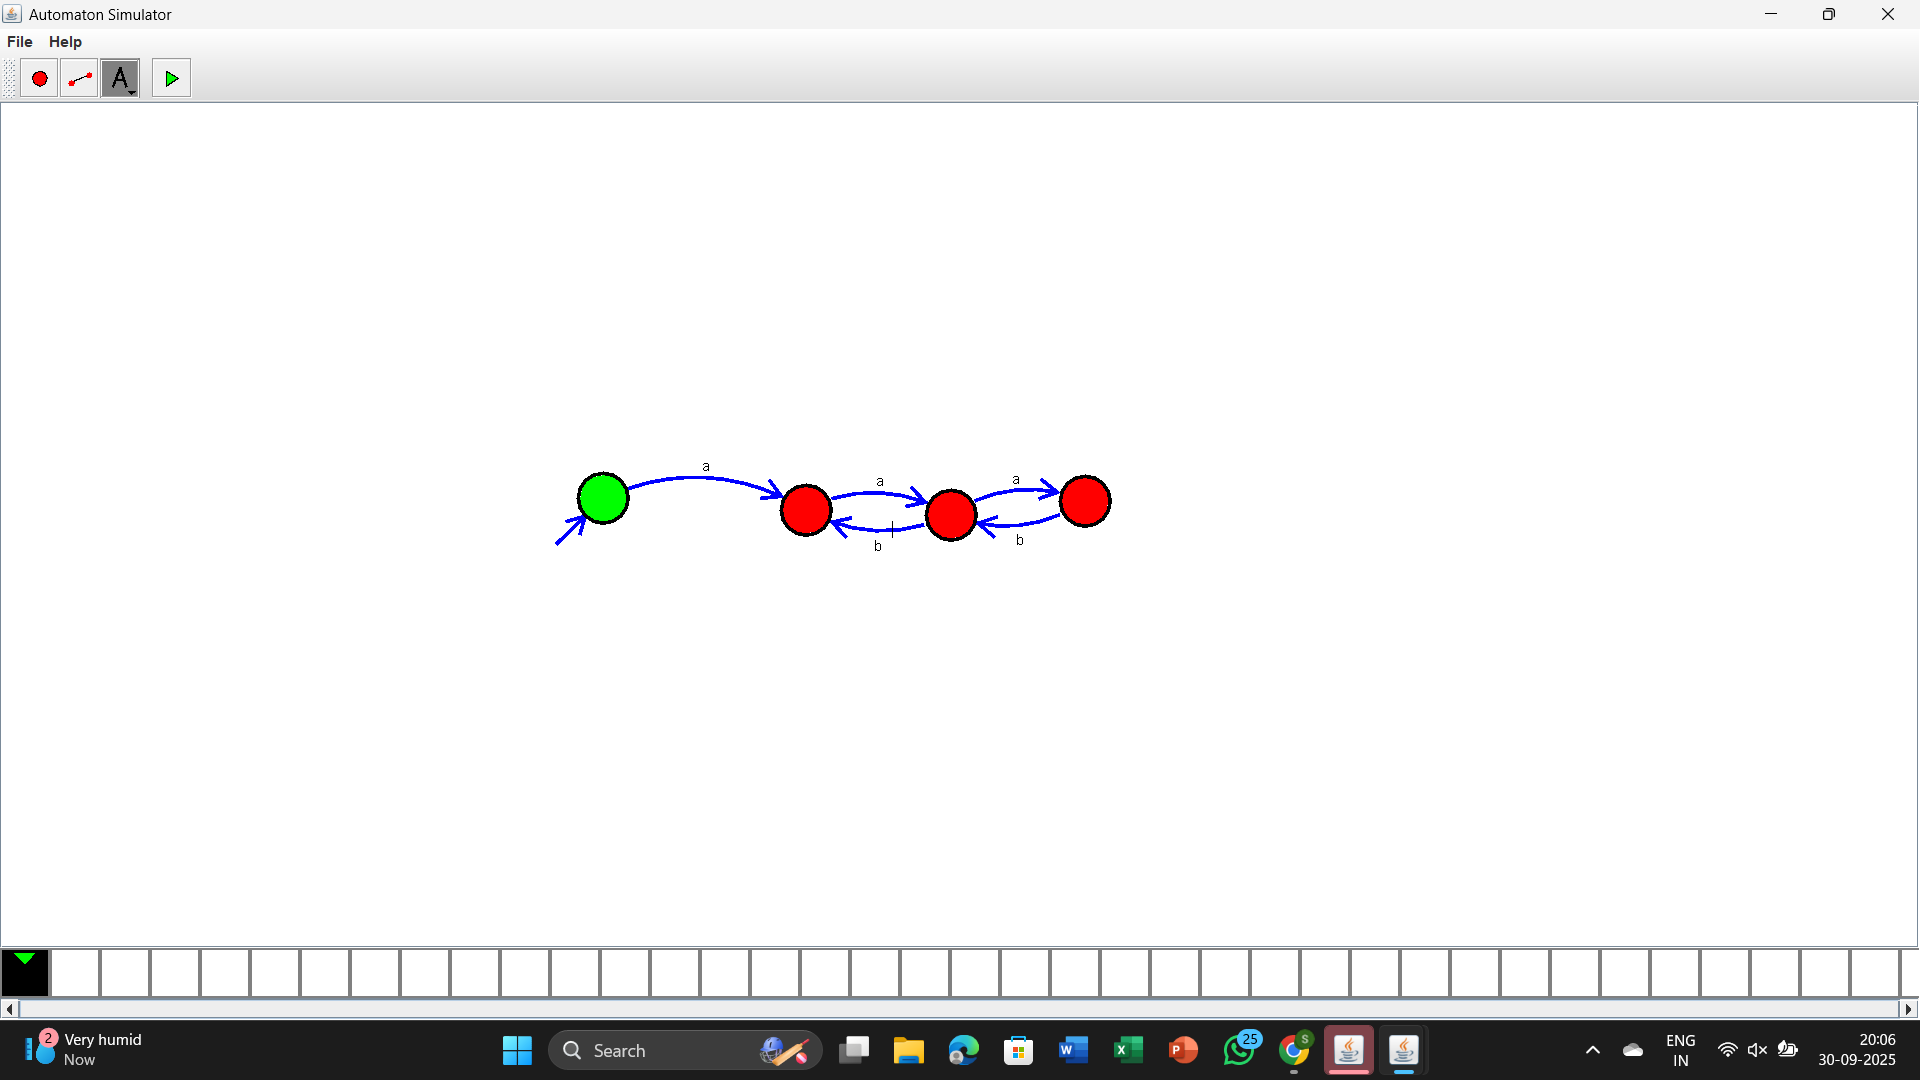 Automaton Simulator
File Help
A
a
a
a
b
b
2
Very humid
Now
Search
W
X
P
25
S
ENG
IN
20:06
30-09-2025